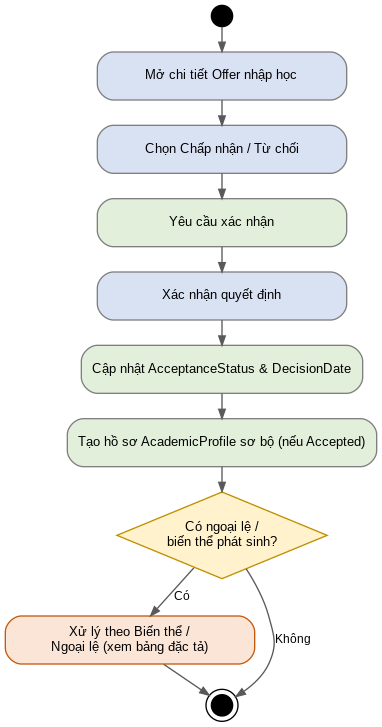 Mở chi tiết Offer nhập học
Chọn Chấp nhận / Từ chối
Yêu cầu xác nhận
Xác nhận quyết định
Cập nhật AcceptanceStatus & DecisionDate
Tạo hồ sơ AcademicProfile sơ bộ (nếu Accepted)
Có ngoại lệ /
biến thể phát sinh?
Có
Xử lý theo Biến thể /
Ngoại lệ (xem bảng đặc tả)
Không